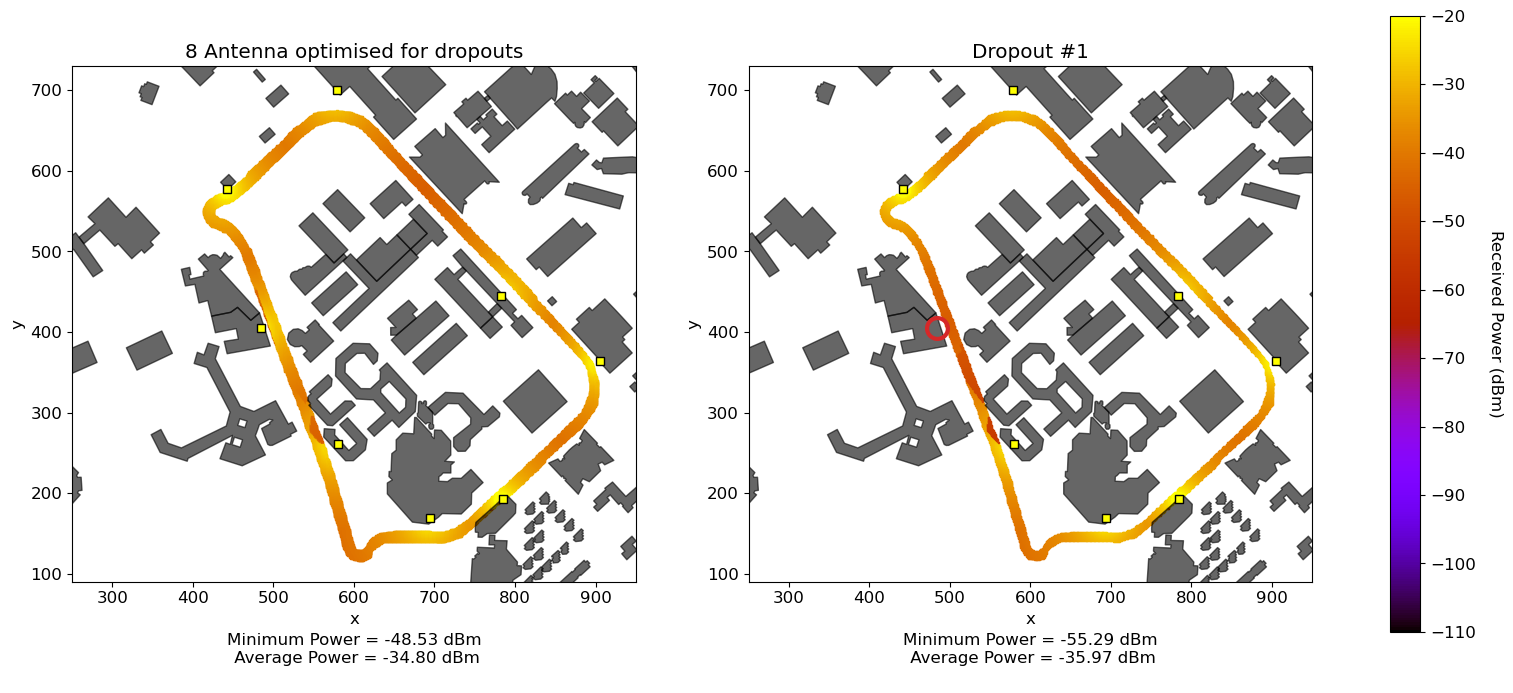 8 Antenna optimised for dropouts
700
600
500
400
300
200
100
y
300 400 500 600 700 800 900
x
Minimum Power = -48.53 dBm
Average Power = -34.80 dBm
Dropout #1
700
600
500
400
300
200
100
y
300 400 500 600 700 800 900
x
Minimum Power = -55.29 dBm
Average Power = -35.97 dBm
−20
−30
−40
−50
−60
−70
−80
−90
−100
−110
Received Power (dBm)